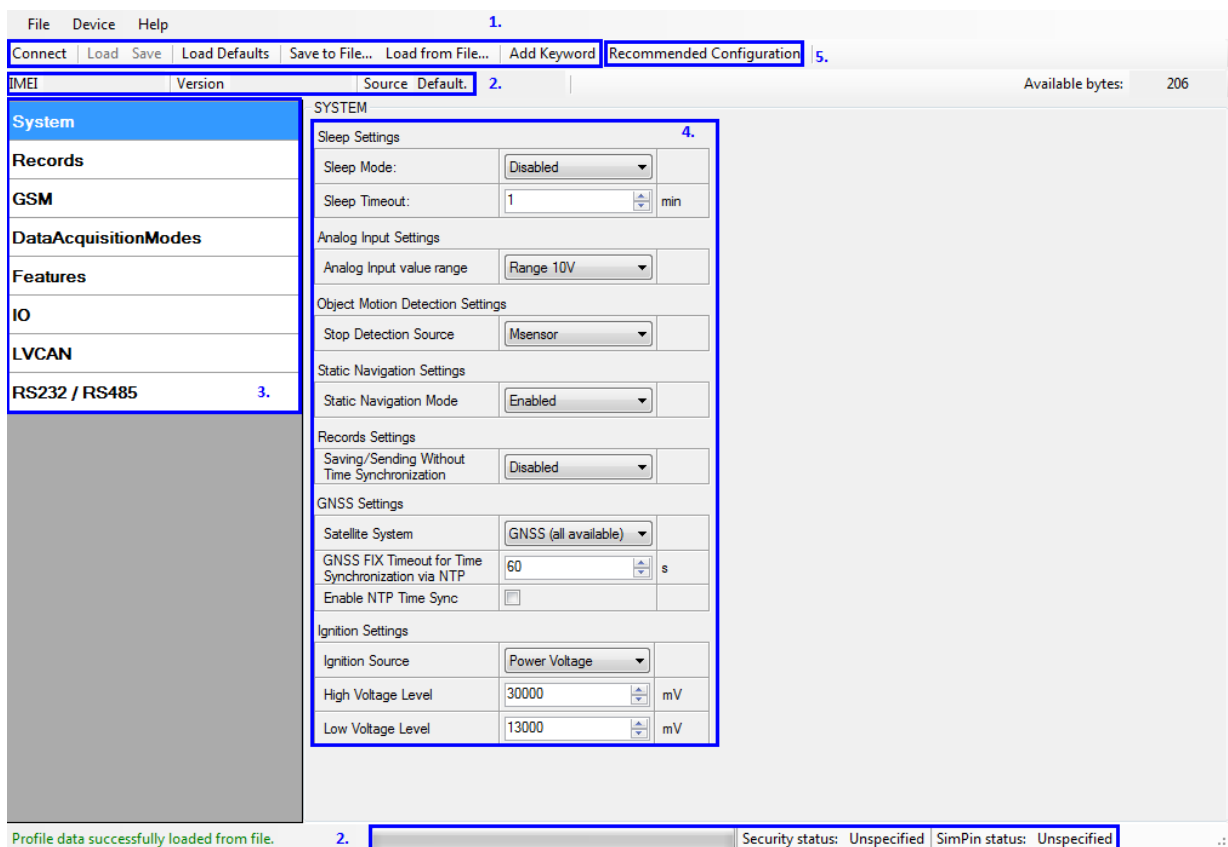 File Device Help 1.
Connect Load Save Load Defaults Save to File... Load from File... Add Keyword Recommended Configuration 5.
IMEI Version Source Default. 2. Available bytes: 206
System
Records
GSM
DataAcquisitionModes
Features
IO
LVCAN
RS232 / RS485 3.
SYSTEM
4.
Sleep Settings
Sleep Mode: Disabled
Sleep Timeout: 1 min
Analog Input Settings
Analog Input value range Range 10V
Object Motion Detection Settings
Stop Detection Source Msensor
Static Navigation Settings
Static Navigation Mode Enabled
Records Settings
Saving/Sending Without
Time Synchronization Disabled
GNSS Settings
Satellite System GNSS (all available)
GNSS FIX Timeout for Time
Synchronization via NTP 60 s
Enable NTP Time Sync
Ignition Settings
Ignition Source Power Voltage
High Voltage Level 30000 mV
Low Voltage Level 13000 mV
Profile data successfully loaded from file. 2. Security status: Unspecified SimPin status: Unspecified